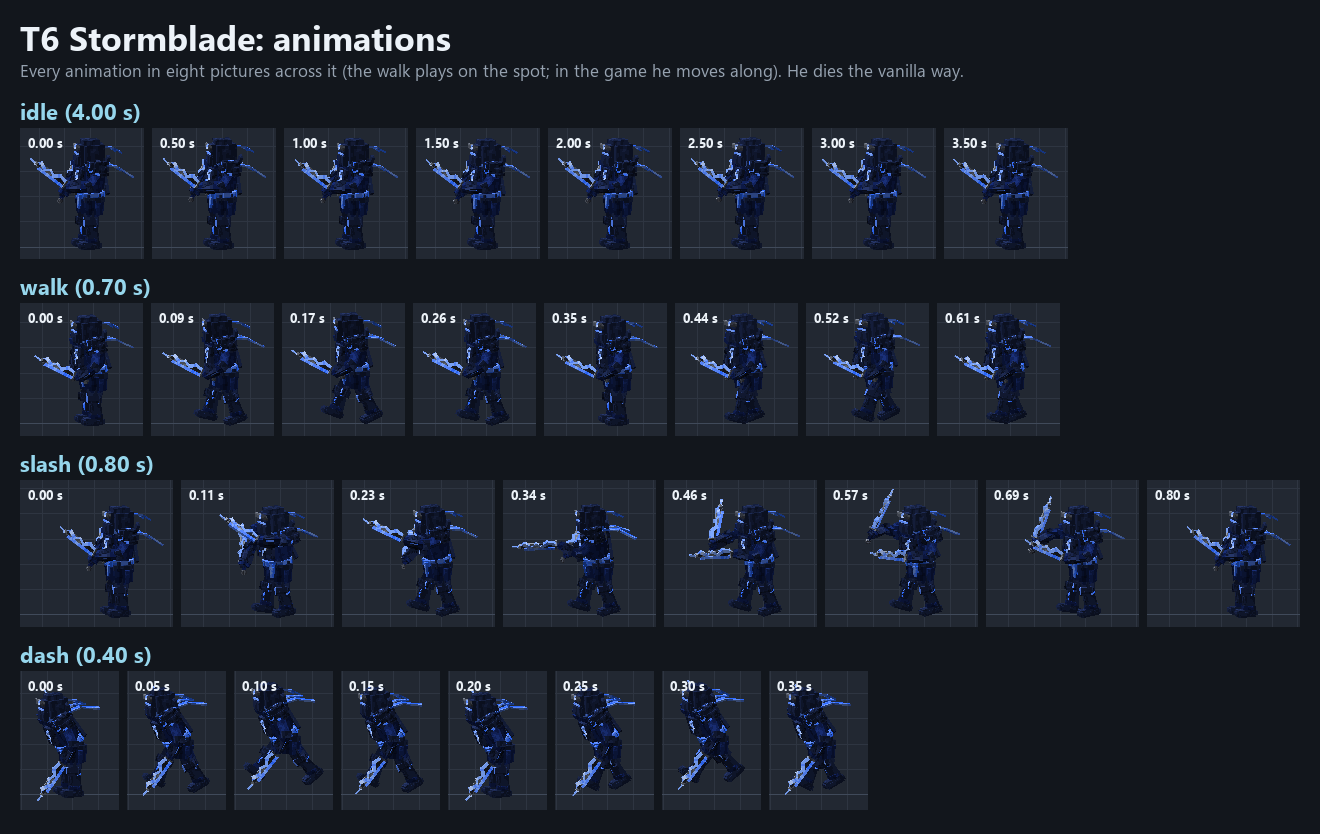 T6 Stormblade: animations
Every animation in eight pictures across it (the walk plays on the spot; in the game he moves along). He dies the vanilla way.
idle (4.00 s)
0.00 s 0.50 s 1.00 s 1.50 s 2.00 s 2.50 s 3.00 s 3.50 s
walk (0.70 s)
0.00 s 0.09 s 0.17 s 0.26 s 0.35 s 0.44 s 0.52 s 0.61 s
slash (0.80 s)
0.00 s 0.11 s 0.23 s 0.34 s 0.46 s 0.57 s 0.69 s 0.80 s
dash (0.40 s)
0.00 s 0.05 s 0.10 s 0.15 s 0.20 s 0.25 s 0.30 s 0.35 s